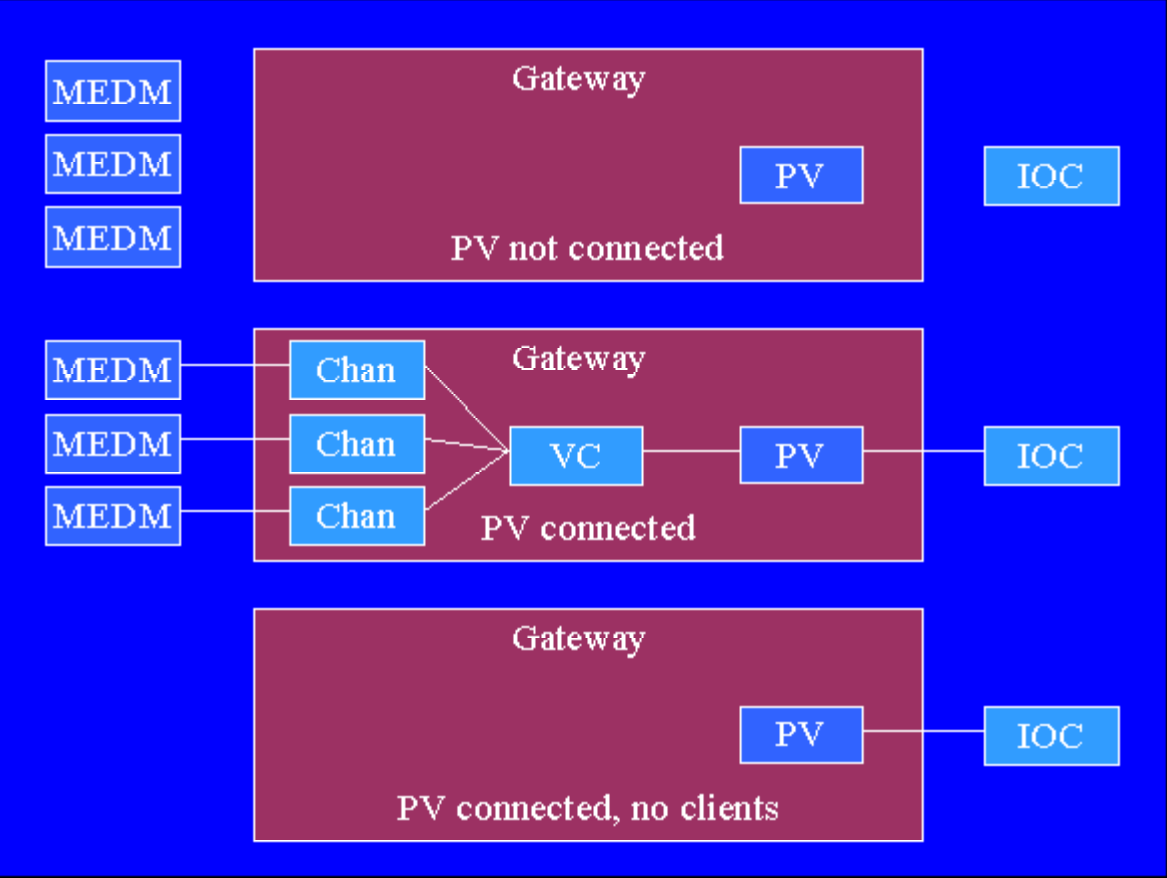 Gateway
MEDM
MEDM
PV
IOC
MEDM
PV not connected
Gateway
MEDM
Chan
MEDM
Chan
VC
PV
IOC
MEDM
Chan
PV connected
Gateway
PV
IOC
PV connected, no clients